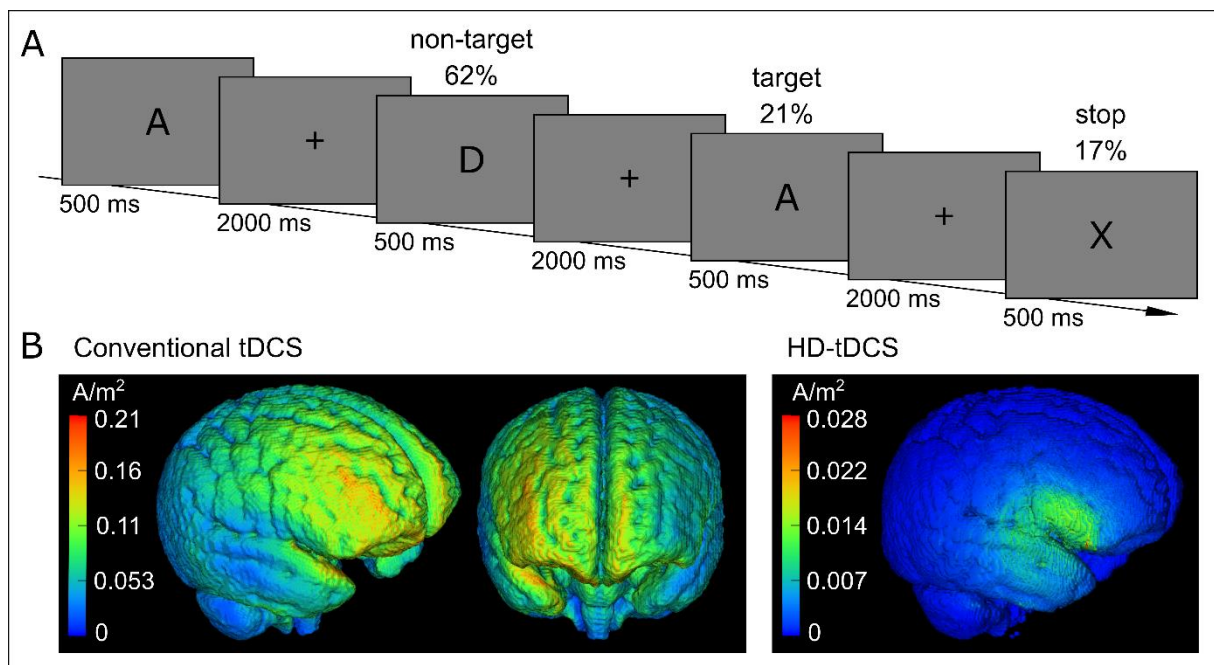 A
non-target
62%
target
21%
stop
17%
A
+
D
+
A
+
X
500 ms
2000 ms
500 ms
2000 ms
500 ms
2000 ms
500 ms
B
Conventional tDCS
HD-tDCS
A/m²
0.21
0.16
0.11
0.053
0
A/m²
0.028
0.022
0.014
0.007
0